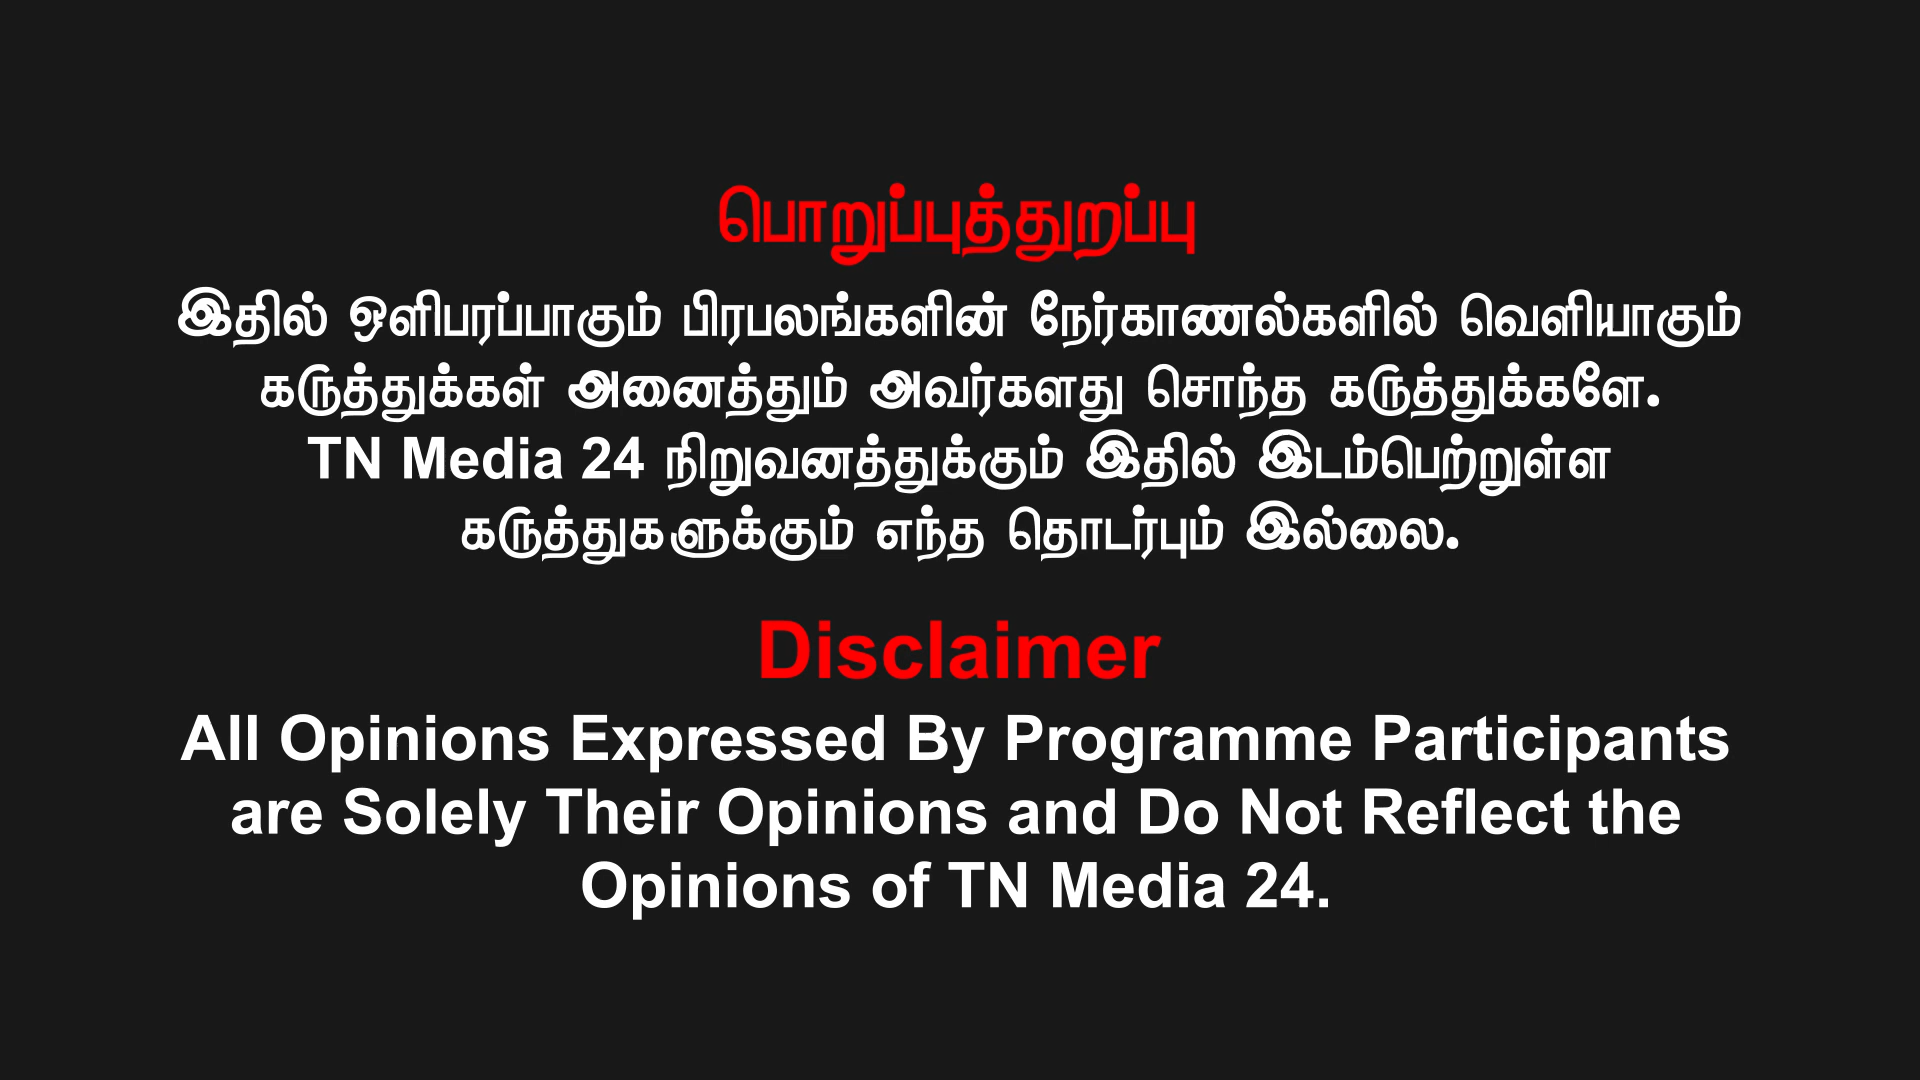 பொறுப்புத்துறப்பு
இதில் ஒளிபரப்பாகும் பிரபலங்களின் நேர்காணல்களில் வெளியாகும்
கருத்துக்கள் அனைத்தும் அவர்களது சொந்த கருத்துக்களே.
TN Media 24 நிறுவனத்துக்கும் இதில் இடம்பெற்றுள்ள
கருத்துகளுக்கும் எந்த தொடர்பும் இல்லை.
Disclaimer
All Opinions Expressed By Programme Participants
are Solely Their Opinions and Do Not Reflect the
Opinions of TN Media 24.